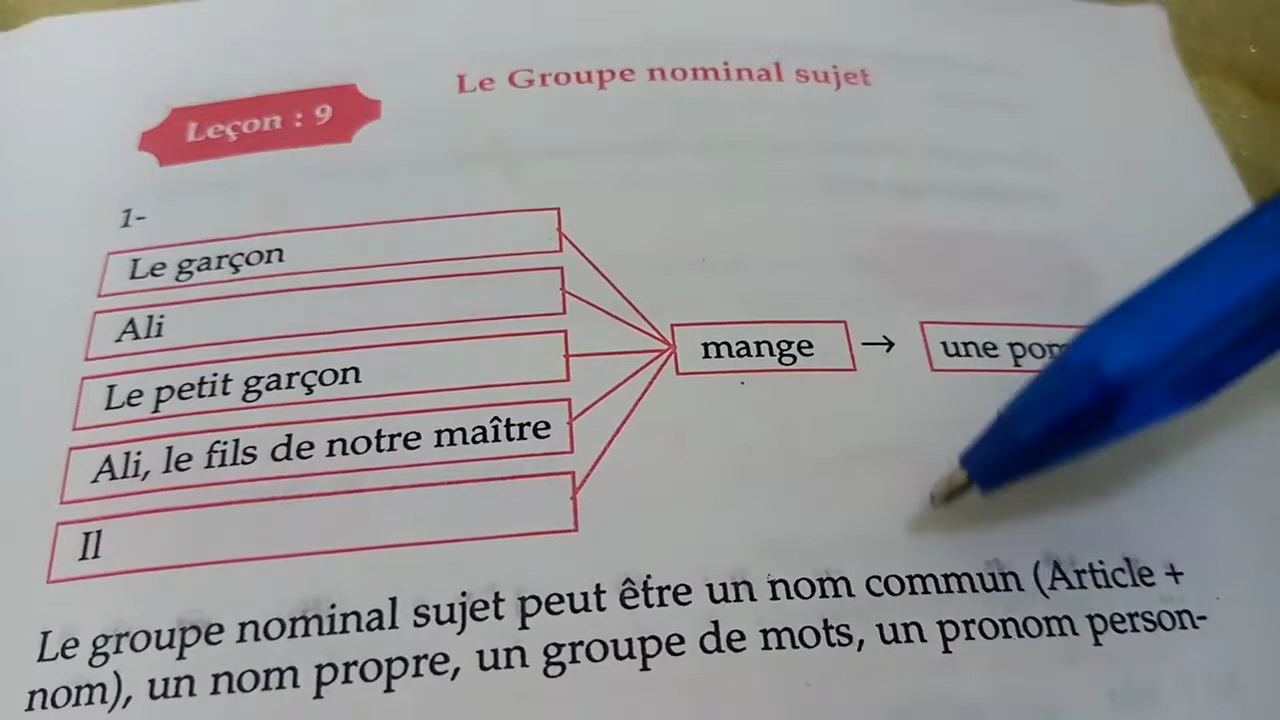 Le Groupe nominal sujet
Leçon : 9
1-
Le garçon
Ali
Le petit garçon
Ali, le fils de notre maître
Il
mange → une
Le groupe nominal sujet peut être un nom commun (Article +
nom), un nom propre, un groupe de mots, un pronom person-